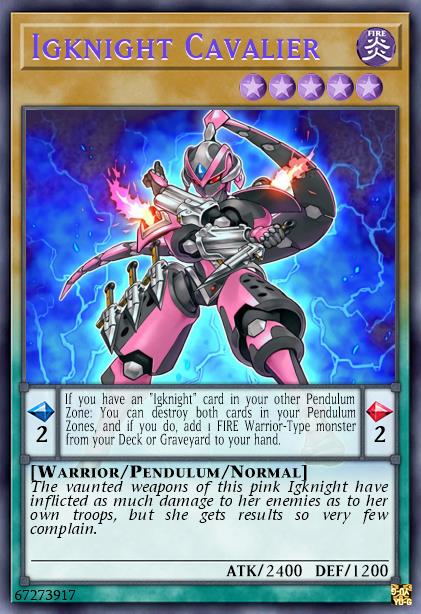 Igknight Cavalier
FIRE
炎
If you have an "Igknight" card in your other Pendulum
Zone: You can destroy both cards in your Pendulum
Zones, and if you do, add 1 FIRE Warrior-Type monster
from your Deck or Graveyard to your hand.
2
2
[Warrior/Pendulum/Normal]
The vaunted weapons of this pink Igknight have
inflicted as much damage to her enemies as to her
own troops, but she gets results so very few
complain.
ATK/2400 DEF/1200
67273917